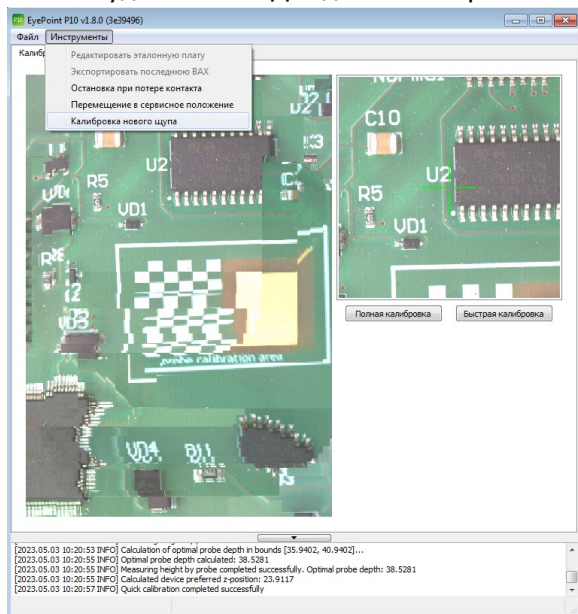 EyePoint P10 v1.8.0 (3e39496)
Файл Инструменты
Редактировать эталонную плату
Экспортировать последнюю ВАХ
Остановка при потере контакта
Перемещение в сервисное положение
Калибровка нового щупа
C10
U2
R5
VD1
U2
R5
VD1
probe calibration area
VD4
Полная калибровка Быстрая калибровка
[2023.05.03 10:20:53 INFO] Calculation of optimal probe depth in bounds [35.9402, 40.9402]...
[2023.05.03 10:20:55 INFO] Optimal probe depth calculated: 38.5281
[2023.05.03 10:20:55 INFO] Measuring height by probe completed successfully. Optimal probe depth: 38.5281
[2023.05.03 10:20:55 INFO] Calculated device preferred z-position: 23.9117
[2023.05.03 10:20:57 INFO] Quick calibration completed successfully